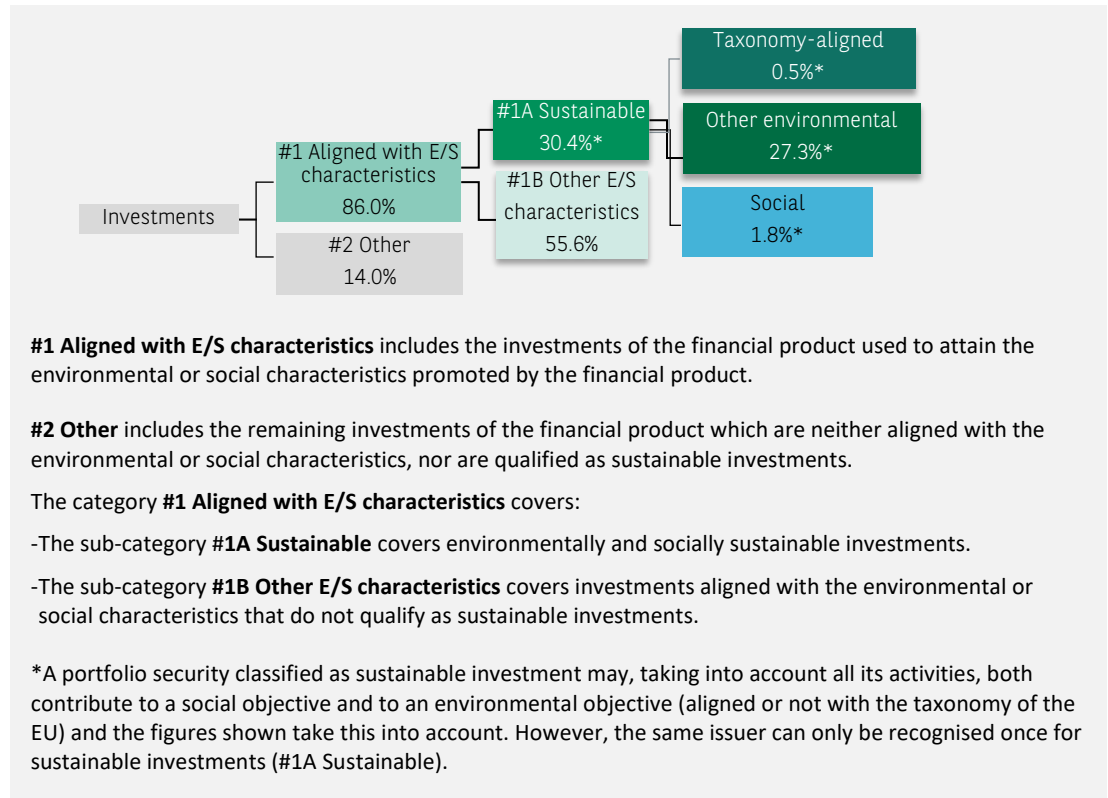 Taxonomy-aligned
0.5%*
#1A Sustainable
30.4%*
Other environmental
27.3%*
#1 Aligned with E/S
characteristics
86.0%
#1B Other E/S
characteristics
55.6%
Social
1.8%*
Investments
#2 Other
14.0%
#1 Aligned with E/S characteristics includes the investments of the financial product used to attain the
environmental or social characteristics promoted by the financial product.
#2 Other includes the remaining investments of the financial product which are neither aligned with the
environmental or social characteristics, nor are qualified as sustainable investments.
The category #1 Aligned with E/S characteristics covers:
-The sub-category #1A Sustainable covers environmentally and socially sustainable investments.
-The sub-category #1B Other E/S characteristics covers investments aligned with the environmental or
social characteristics that do not qualify as sustainable investments.
*A portfolio security classified as sustainable investment may, taking into account all its activities, both
contribute to a social objective and to an environmental objective (aligned or not with the taxonomy of the
EU) and the figures shown take this into account. However, the same issuer can only be recognised once for
sustainable investments (#1A Sustainable).